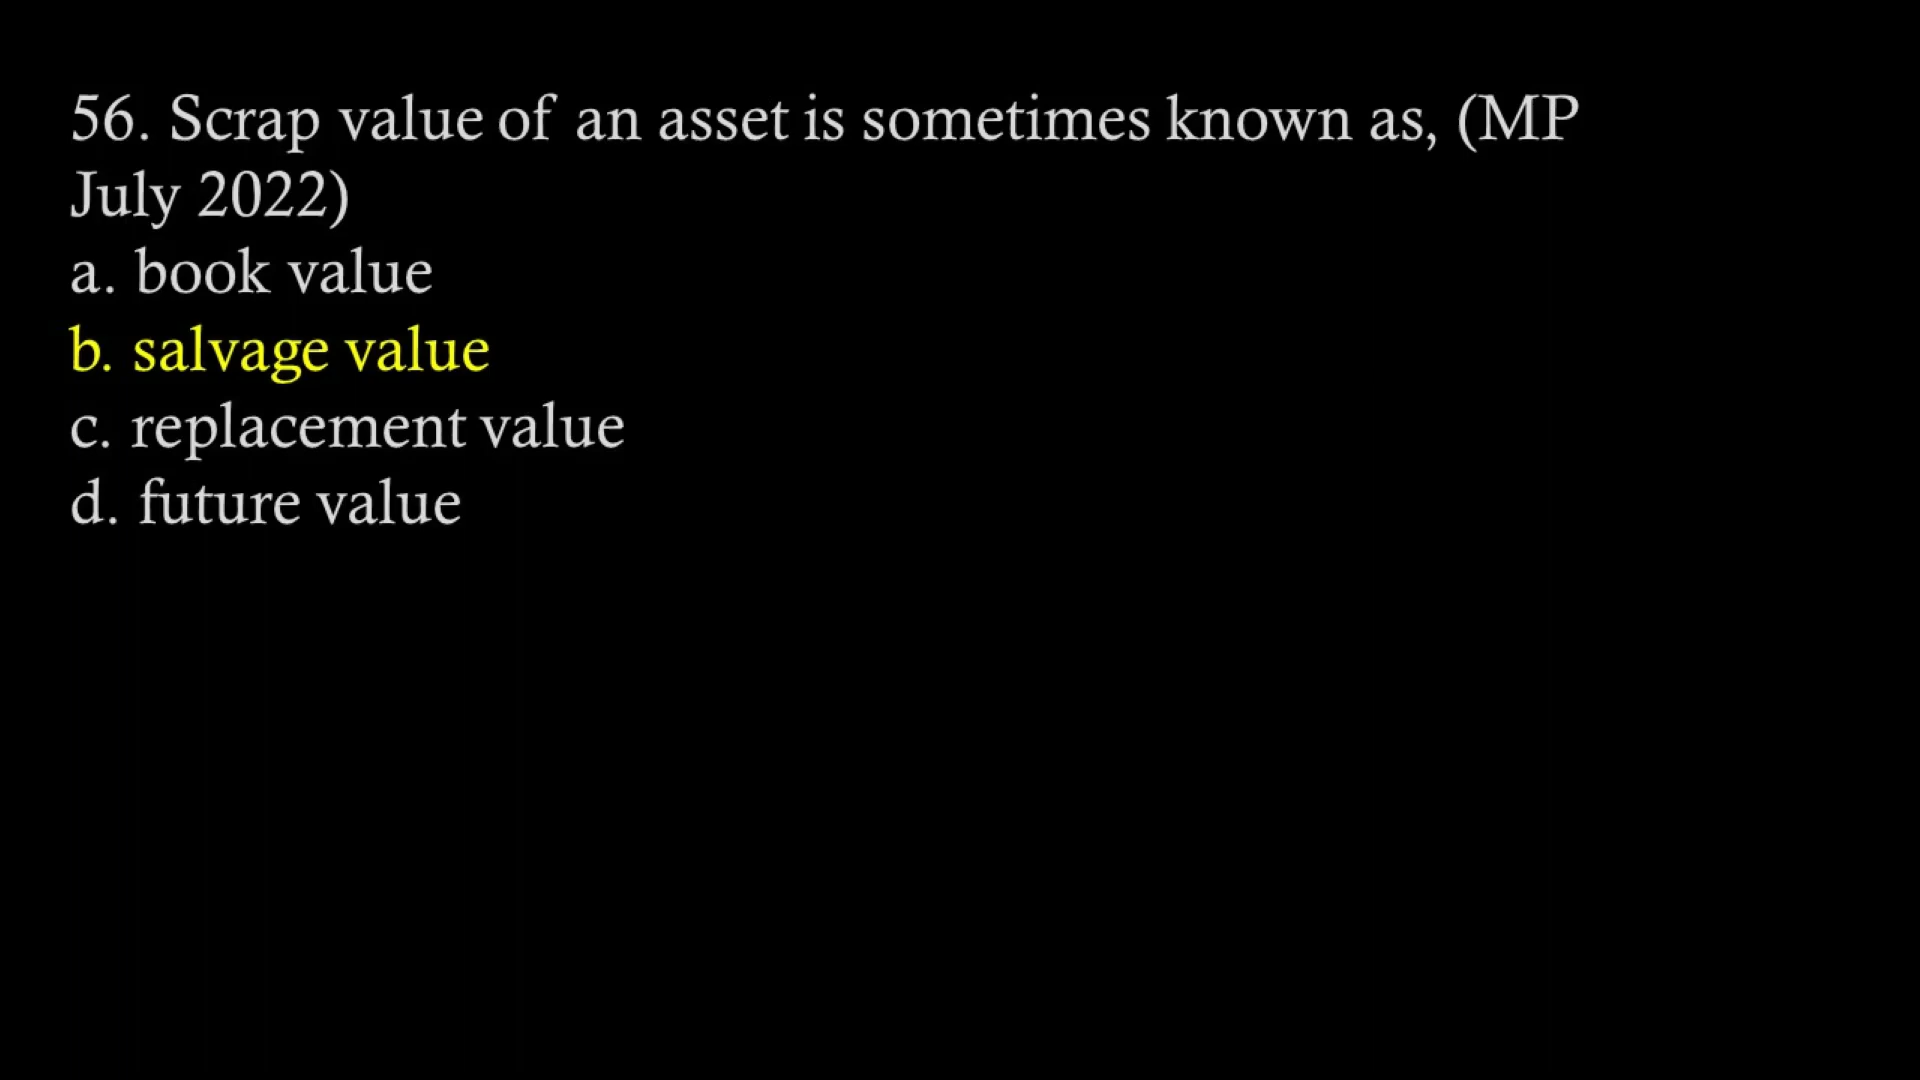 56. Scrap value of an asset is sometimes known as, (MP
July 2022)
a. book value
b. salvage value
c. replacement value
d. future value